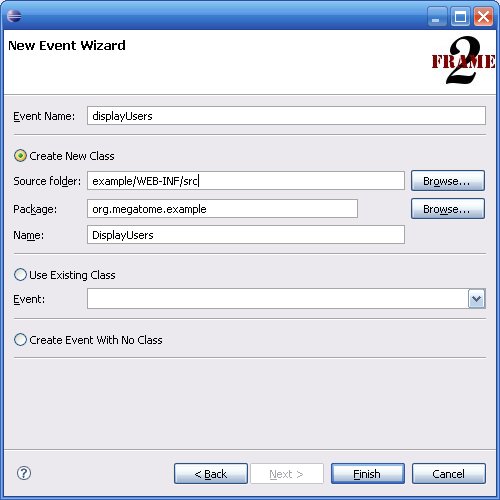 New Event Wizard
2
FRAME
Event Name: displayUsers
Create New Class
Source folder: example/WEB-INF/src Browse...
Package: org.megatome.example Browse...
Name: DisplayUsers
Use Existing Class
Event:
Create Event With No Class
? < Back Next > Finish Cancel